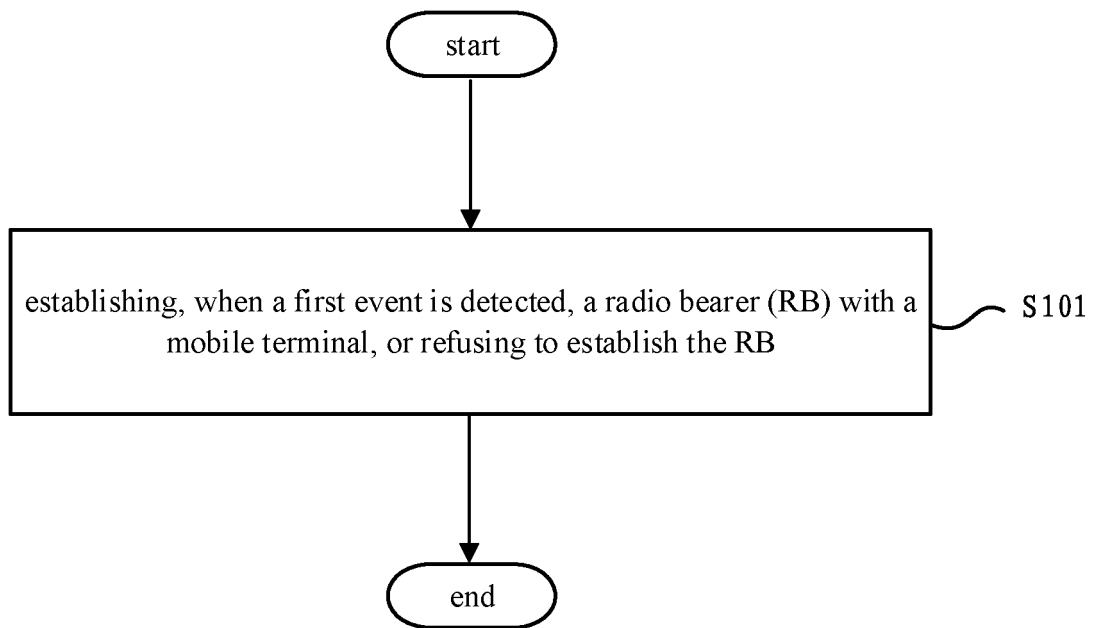 start
establishing, when a first event is detected, a radio bearer (RB) with a
mobile terminal, or refusing to establish the RB
S101
end